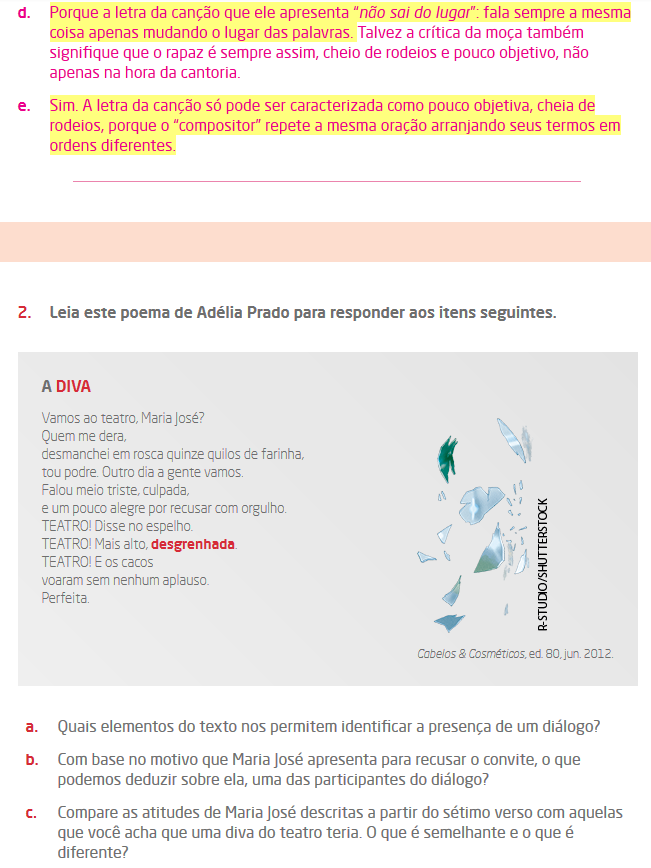 d. Porque a letra da canção que ele apresenta “não sai do lugar”: fala sempre a mesma
coisa apenas mudando o lugar das palavras. Talvez a crítica da moça também
signifique que o rapaz é sempre assim, cheio de rodeios e pouco objetivo, não
apenas na hora da cantoria.
e. Sim. A letra da canção só pode ser caracterizada como pouco objetiva, cheia de
rodeios, porque o “compositor” repete a mesma oração arranjando seus termos em
ordens diferentes.
2. Leia este poema de Adélia Prado para responder aos itens seguintes.
A DIVA
Vamos ao teatro, Maria José?
Quem me dera,
desmanchei em rosca quinze quilos de farinha,
tou podre. Outro dia a gente vamos.
Falou meio triste, culpada,
e um pouco alegre por recusar com orgulho.
TEATRO! Disse no espelho.
TEATRO! Mais alto, desgrenhada.
TEATRO! E os cacos
voaram sem nenhum aplauso.
Perfeita.
R-STUDIO/SHUTTERSTOCK
Cabelos & Cosméticos, ed. 80, jun. 2012.
a. Quais elementos do texto nos permitem identificar a presença de um diálogo?
b. Com base no motivo que Maria José apresenta para recusar o convite, o que
podemos deduzir sobre ela, uma das participantes do diálogo?
c. Compare as atitudes de Maria José descritas a partir do sétimo verso com aquelas
que você acha que uma diva do teatro teria. O que é semelhante e o que é
diferente?